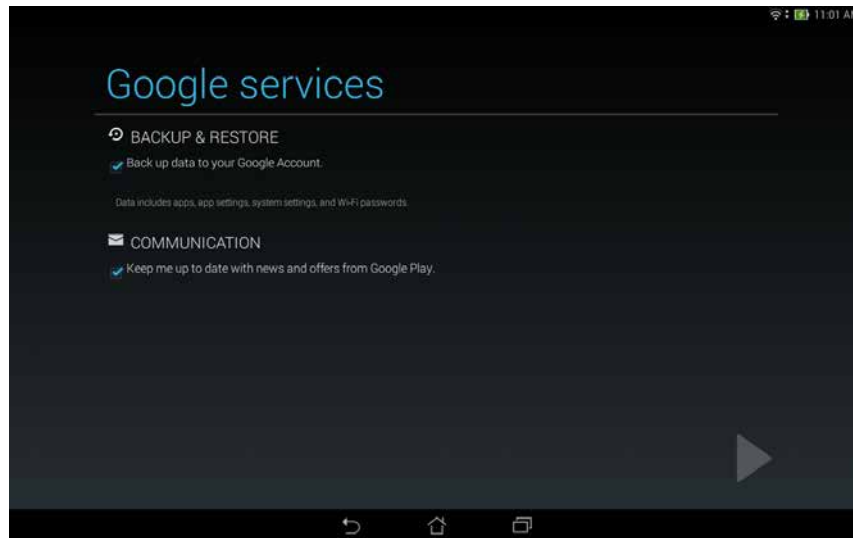 11:01 AM
Google services
BACKUP & RESTORE
Back up data to your Google Account.
Data includes apps, app settings, system settings, and Wi-Fi passwords.
COMMUNICATION
Keep me up to date with news and offers from Google Play.